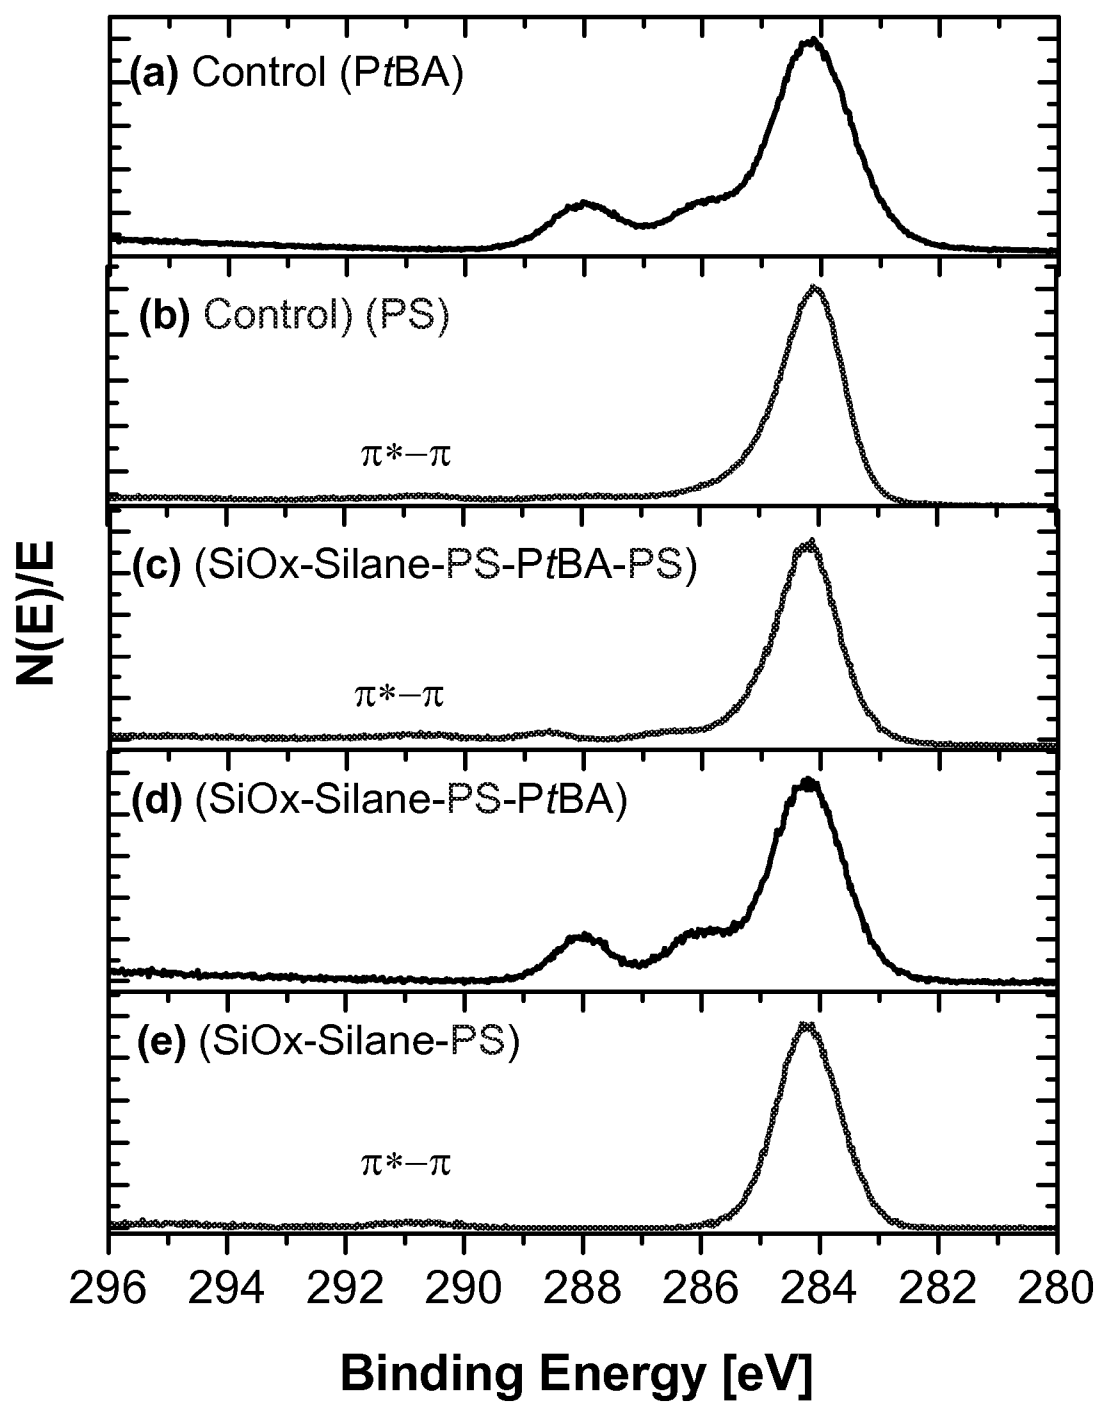 (a) Control (PtBA)
(b) Control) (PS)
π*–π
(c) (SiOx-Silane-PS-PtBA-PS)
π*–π
(d) (SiOx-Silane-PS-PtBA)
(e) (SiOx-Silane-PS)
π*–π
N(E)/E
296 294 292 290 288 286 284 282 280
Binding Energy [eV]